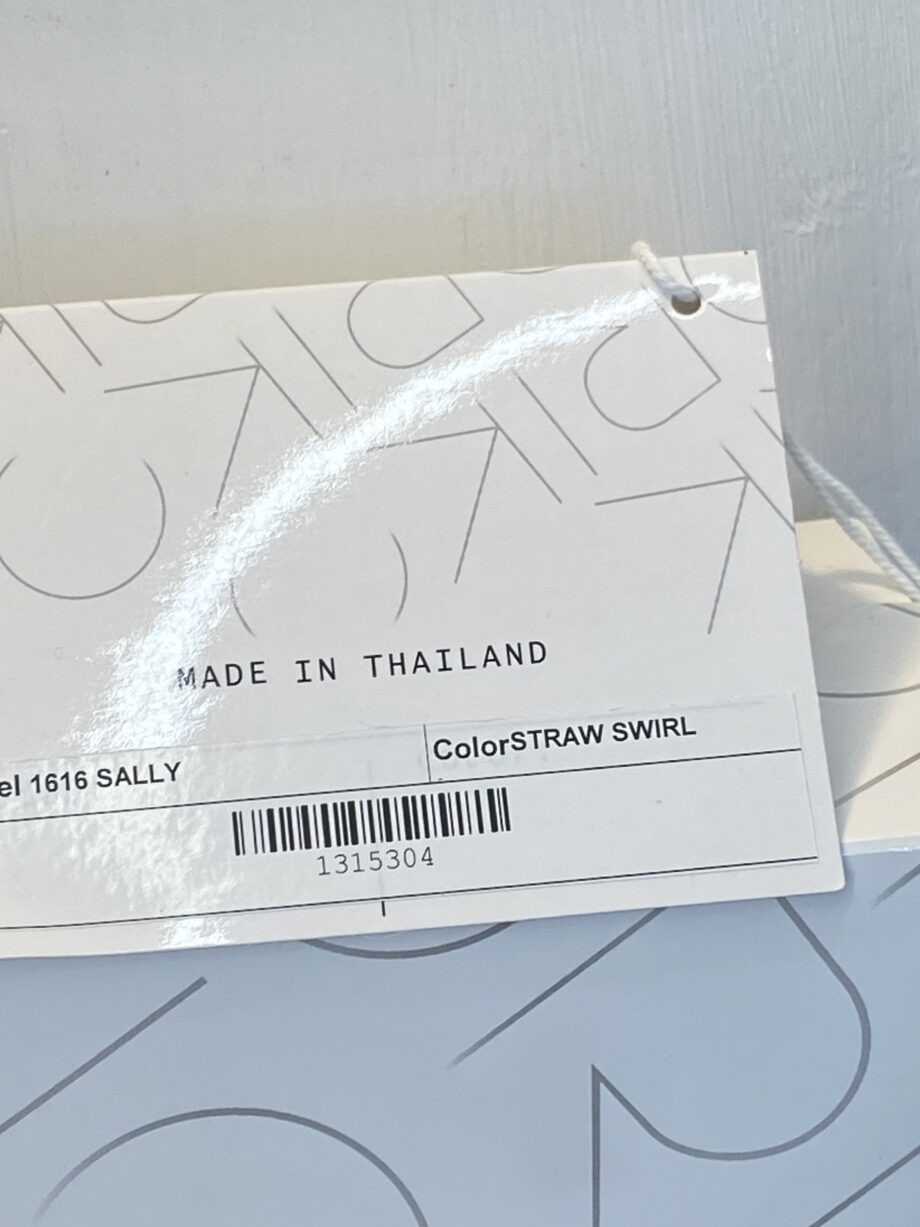 MADE IN THAILAND
el 1616 SALLY
ColorSTRAW SWIRL
1315304